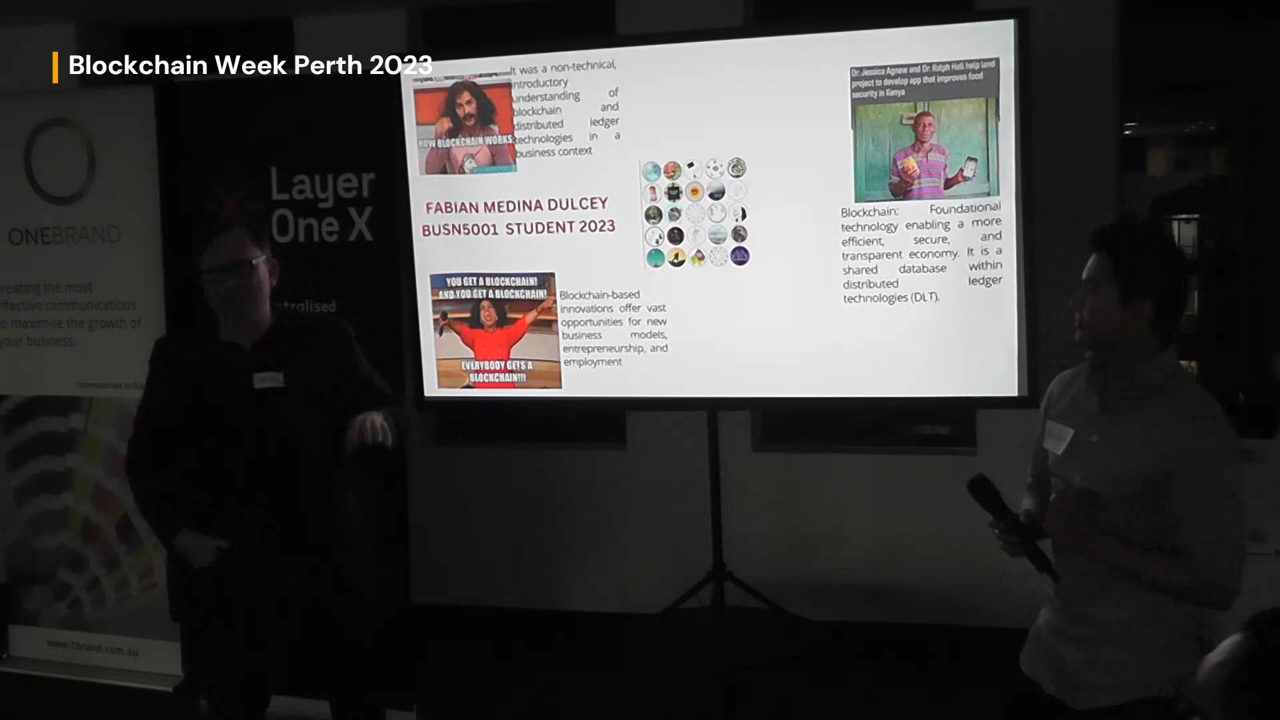 Blockchain Week Perth 2023
ONEBRAND
creating the most
effective communications
to maximise the growth of
your business.
www.1brand.com.au
Layer
One X
It was a non-technical,
introductory
understanding of
blockchain and
distributed ledger
technologies in a
business context
HOW BLOCKCHAIN WORKS
FABIAN MEDINA DULCEY
BUSN5001 STUDENT 2023
YOU GET A BLOCKCHAIN!
AND YOU GET A BLOCKCHAIN!
EVERYBODY GETS A
BLOCKCHAIN!!!
Blockchain-based
innovations offer vast
opportunities for new
business models,
entrepreneurship, and
employment
Dr. Jessica Agnew and Dr. Ralph Hall help land
project to develop app that improves food
security in Kenya
Blockchain: Foundational
technology enabling a more
efficient, secure, and
transparent economy. It is a
shared database within
distributed ledger
technologies (DLT).